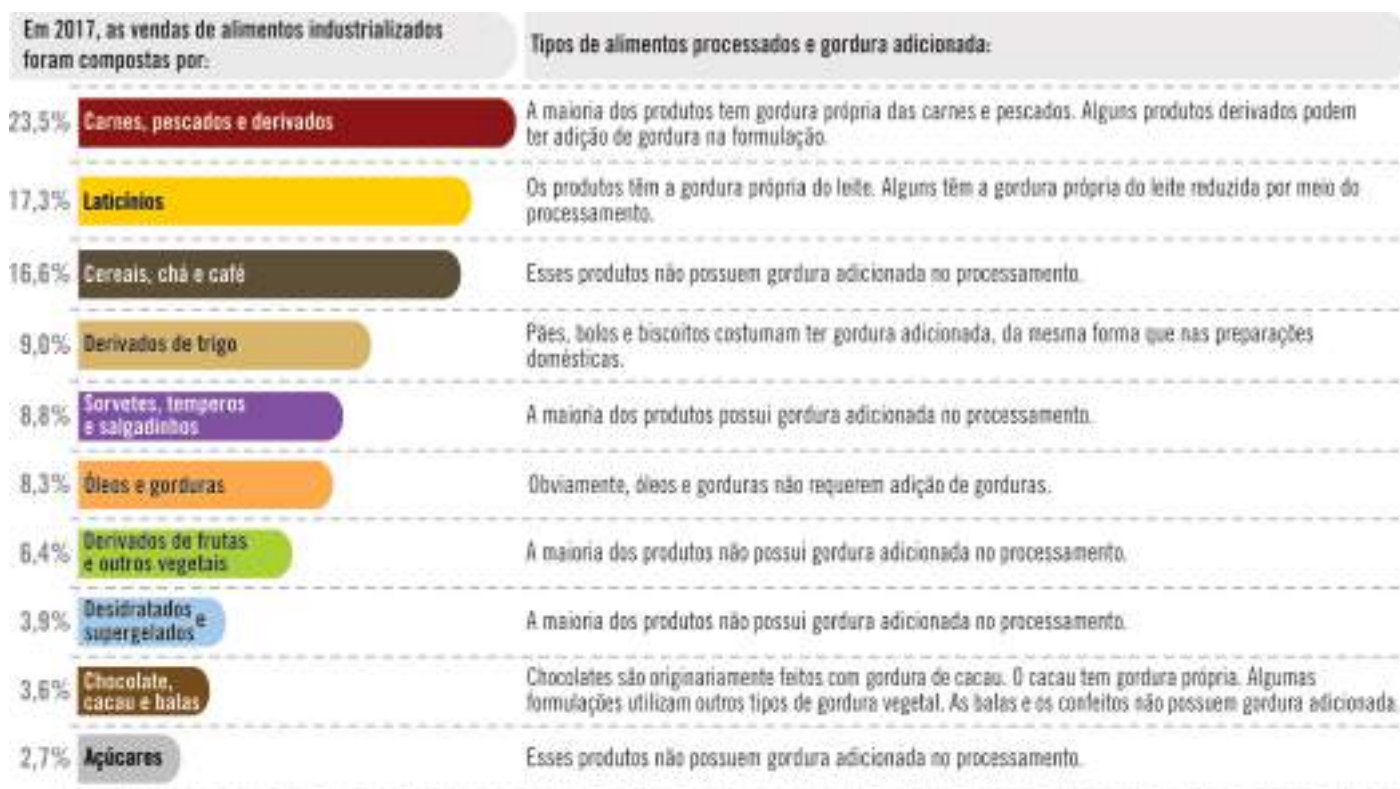 Em 2017, as vendas de alimentos industrializados
foram compostas por:
Tipos de alimentos processados e gordura adicionada:
23,5%
Carnes, pescados e derivados
A maioria dos produtos tem gordura própria das carnes e pescados. Alguns produtos derivados podem
ter adição de gordura na formulação.
17,3%
Laticínios
Os produtos têm a gordura própria do leite. Alguns têm a gordura própria do leite reduzida por meio do
processamento.
16,6%
Cereais, chá e café
Esses produtos não possuem gordura adicionada no processamento.
9,0%
Derivados de trigo
Pães, bolos e biscoitos costumam ter gordura adicionada, da mesma forma que nas preparações
domésticas.
8,8%
Sorvetes, temperos
e salgadinhos
A maioria dos produtos possui gordura adicionada no processamento.
8,3%
Óleos e gorduras
Obviamente, óleos e gorduras não requerem adição de gorduras.
6,4%
Derivados de frutas
e outros vegetais
A maioria dos produtos não possui gordura adicionada no processamento.
3,9%
Desidratados e
supergelados
A maioria dos produtos não possui gordura adicionada no processamento.
3,6%
Chocolate,
cacau e balas
Chocolates são originariamente feitos com gordura de cacau. O cacau tem gordura própria. Algumas
formulações utilizam outros tipos de gordura vegetal. As balas e os confeitos não possuem gordura adicionada.
2,7%
Açúcares
Esses produtos não possuem gordura adicionada no processamento.